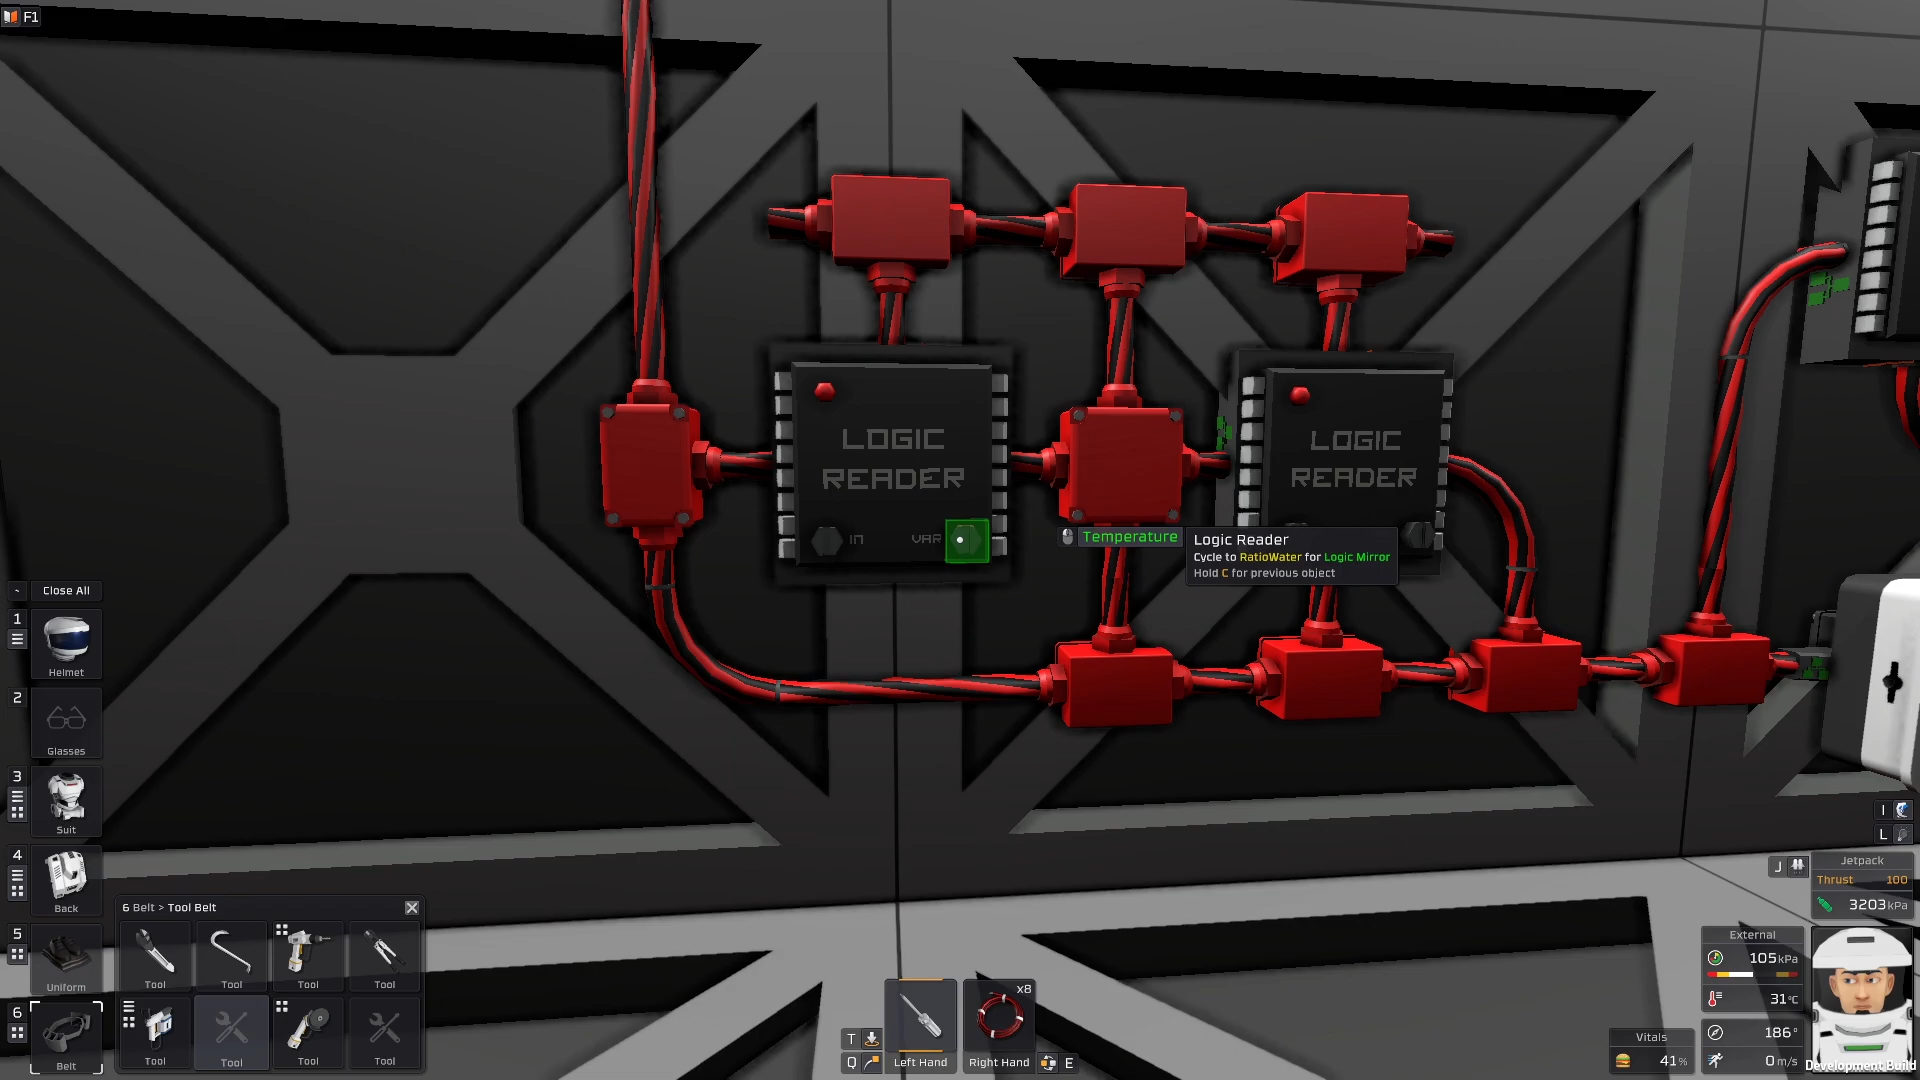 F1
LOGIC
READER
IN
VAR
LOGIC
READER
Temperature
Logic Reader
Cycle to RatioWater for Logic Mirror
Hold C for previous object
~
Close All
1
Helmet
2
Glasses
3
Suit
4
Back
5
Uniform
6
Belt
6 Belt > Tool Belt
Tool
Tool
Tool
Tool
Tool
Tool
Tool
Tool
T
Q
Left Hand
x8
Right Hand
E
I
L
J
Jetpack
Thrust 100
3203kPa
External
105kPa
31°C
Vitals
41%
186°
0m/s
Development Build